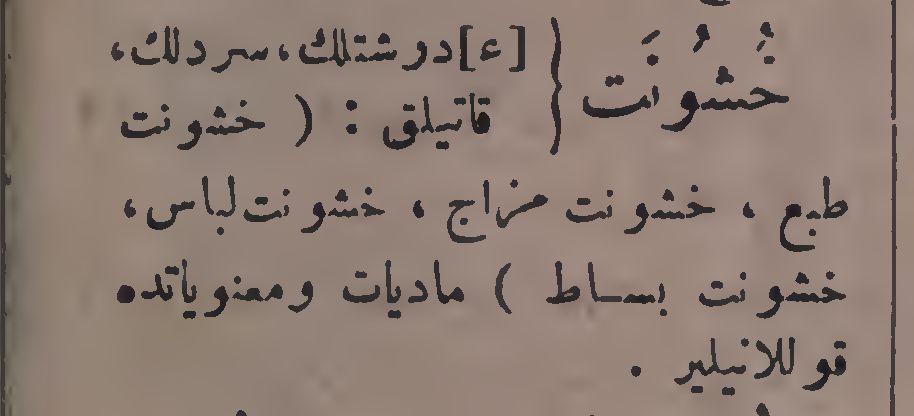 خُشُونَت { [ع] درشتلك، سردلك،
قاتيلق : ( خشونت
طبع ، خشونت مزاج ، خشونت لباس ،
خشونت بساط ) ماديات ومعنوياتده
قوللانيلير .